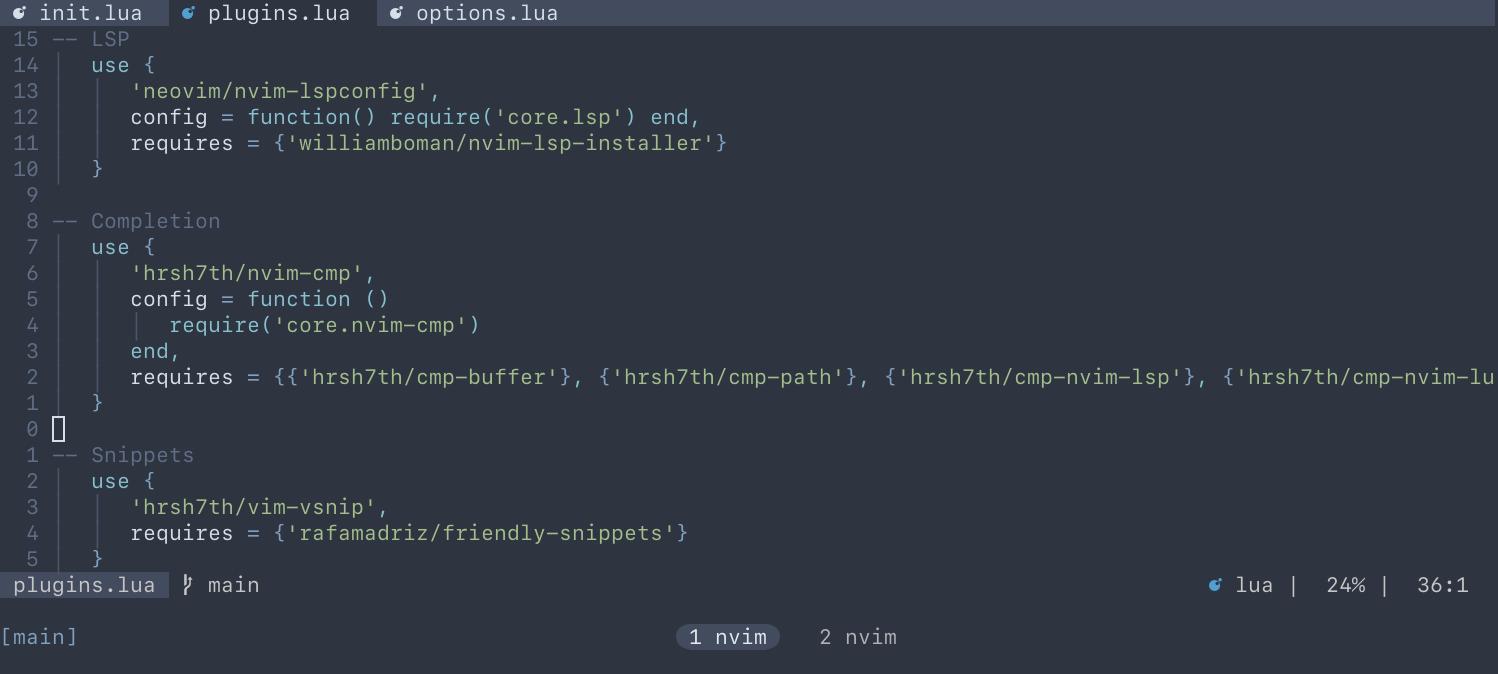 init.lua plugins.lua options.lua
15 -- LSP
14 use {
13 'neovim/nvim-lspconfig',
12 config = function() require('core.lsp') end,
11 requires = {'williamboman/nvim-lsp-installer'}
10 }
9
8 -- Completion
7 use {
6 'hrsh7th/nvim-cmp',
5 config = function ()
4 require('core.nvim-cmp')
3 end,
2 requires = {{'hrsh7th/cmp-buffer'}, {'hrsh7th/cmp-path'}, {'hrsh7th/cmp-nvim-lsp'}, {'hrsh7th/cmp-nvim-lu
1 }
0
1 -- Snippets
2 use {
3 'hrsh7th/vim-vsnip',
4 requires = {'rafamadriz/friendly-snippets'}
5 }
plugins.lua main lua | 24% | 36:1
[main] 1 nvim 2 nvim